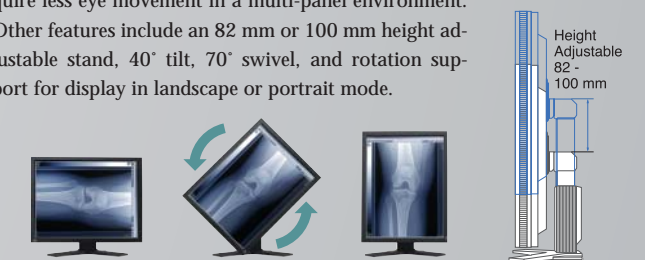 quire less eye movement in a multi-panel environment.
Other features include an 82 mm or 100 mm height ad-
ustable stand, 40˚ tilt, 70˚ swivel, and rotation sup-
port for display in landscape or portrait mode.
Height
Adjustable
82 -
100 mm